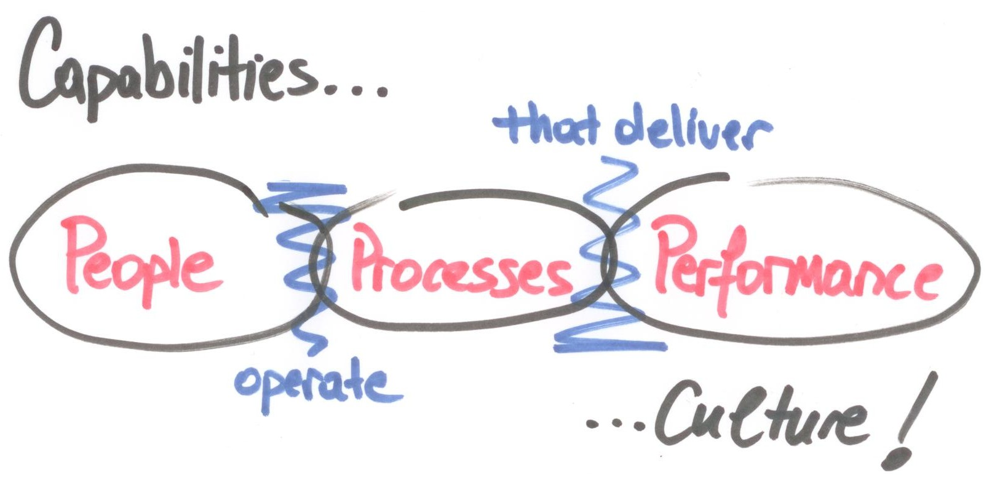 Capabilities...
that deliver
People Processes Performance
operate
...Culture!